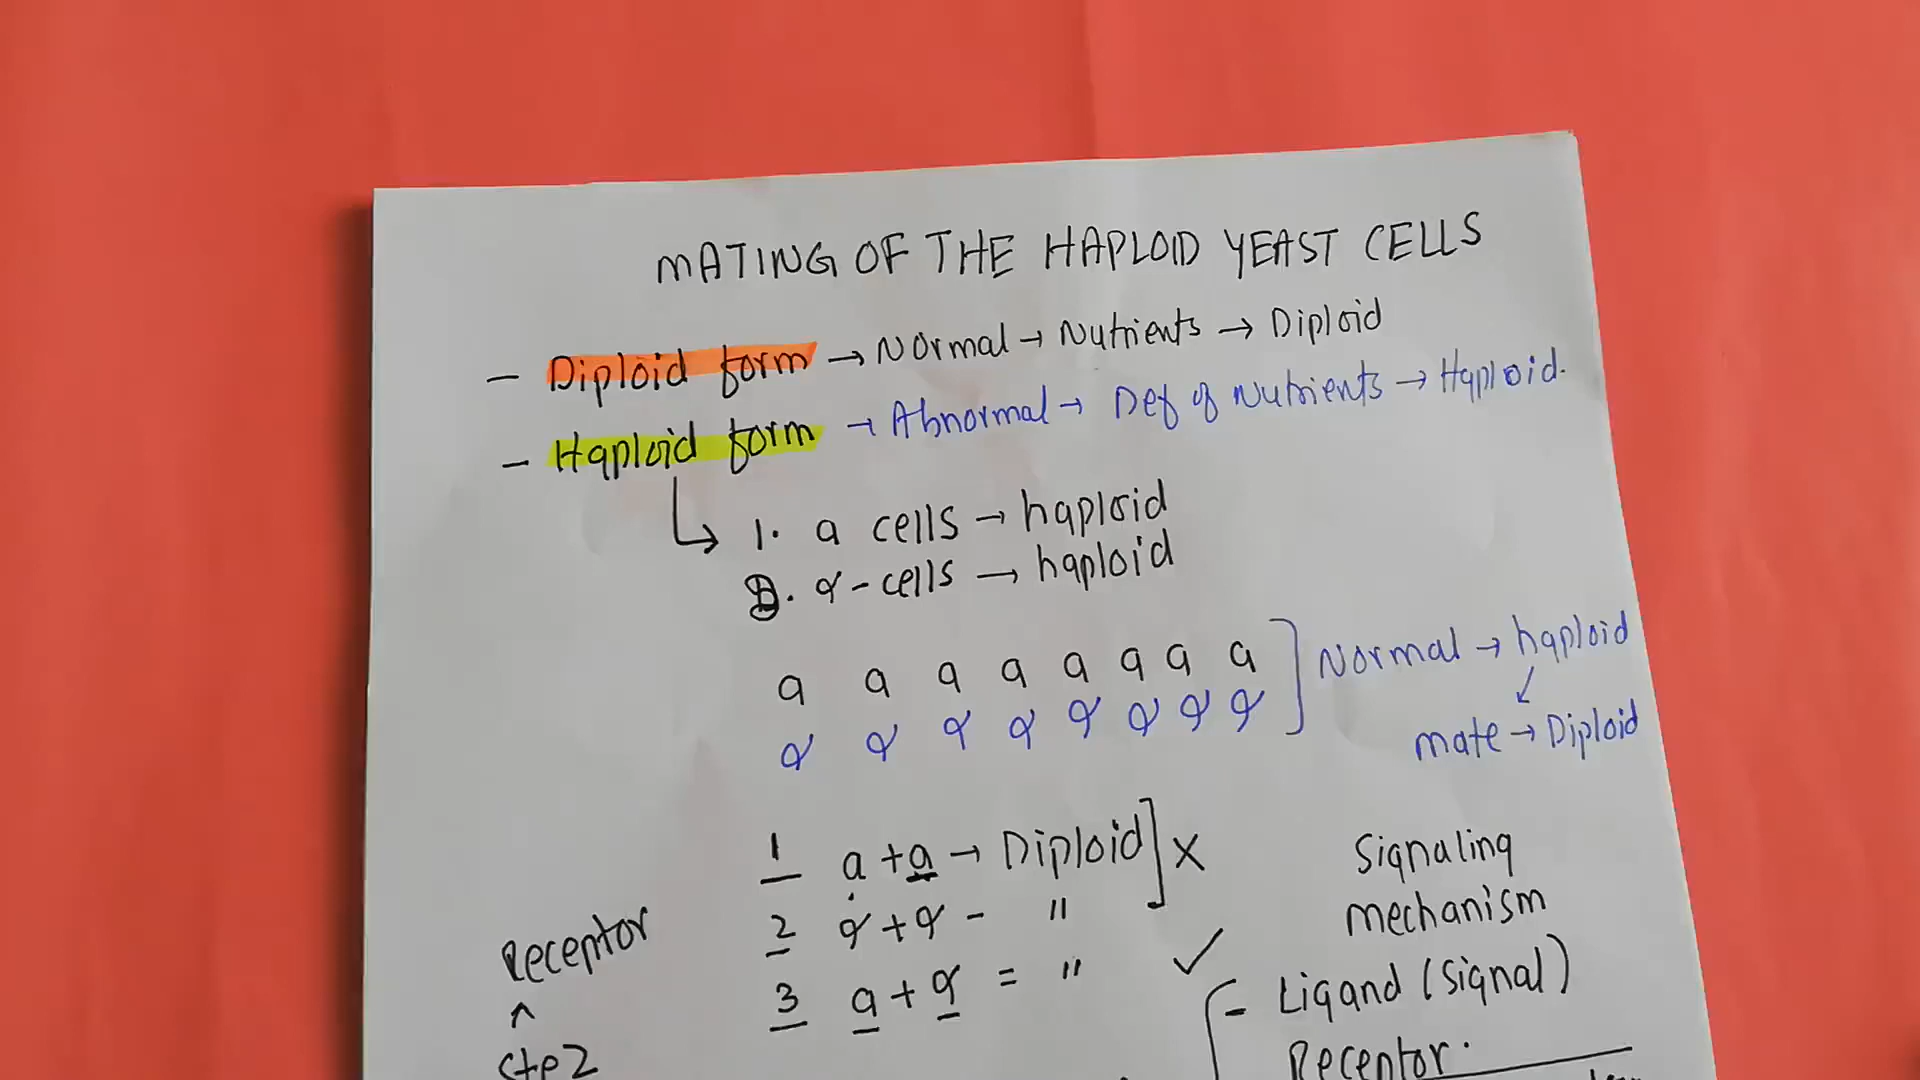 MATING OF THE HAPLOID YEAST CELLS
- Diploid form → Normal → Nutrients → Diploid
- Haploid form → Abnormal → Def of Nutrients → Haploid.
↳ 1. a cells → haploid
2. α-cells → haploid
a a a a a a a a ] Normal → haploid
α α α α α α α α
mate → Diploid
1 a + a → Diploid ] X
2 α + α - "
3 a + α = " ✓
Signaling
mechanism
- Ligand (signal)
Receptor.
Receptor
^
Ste2